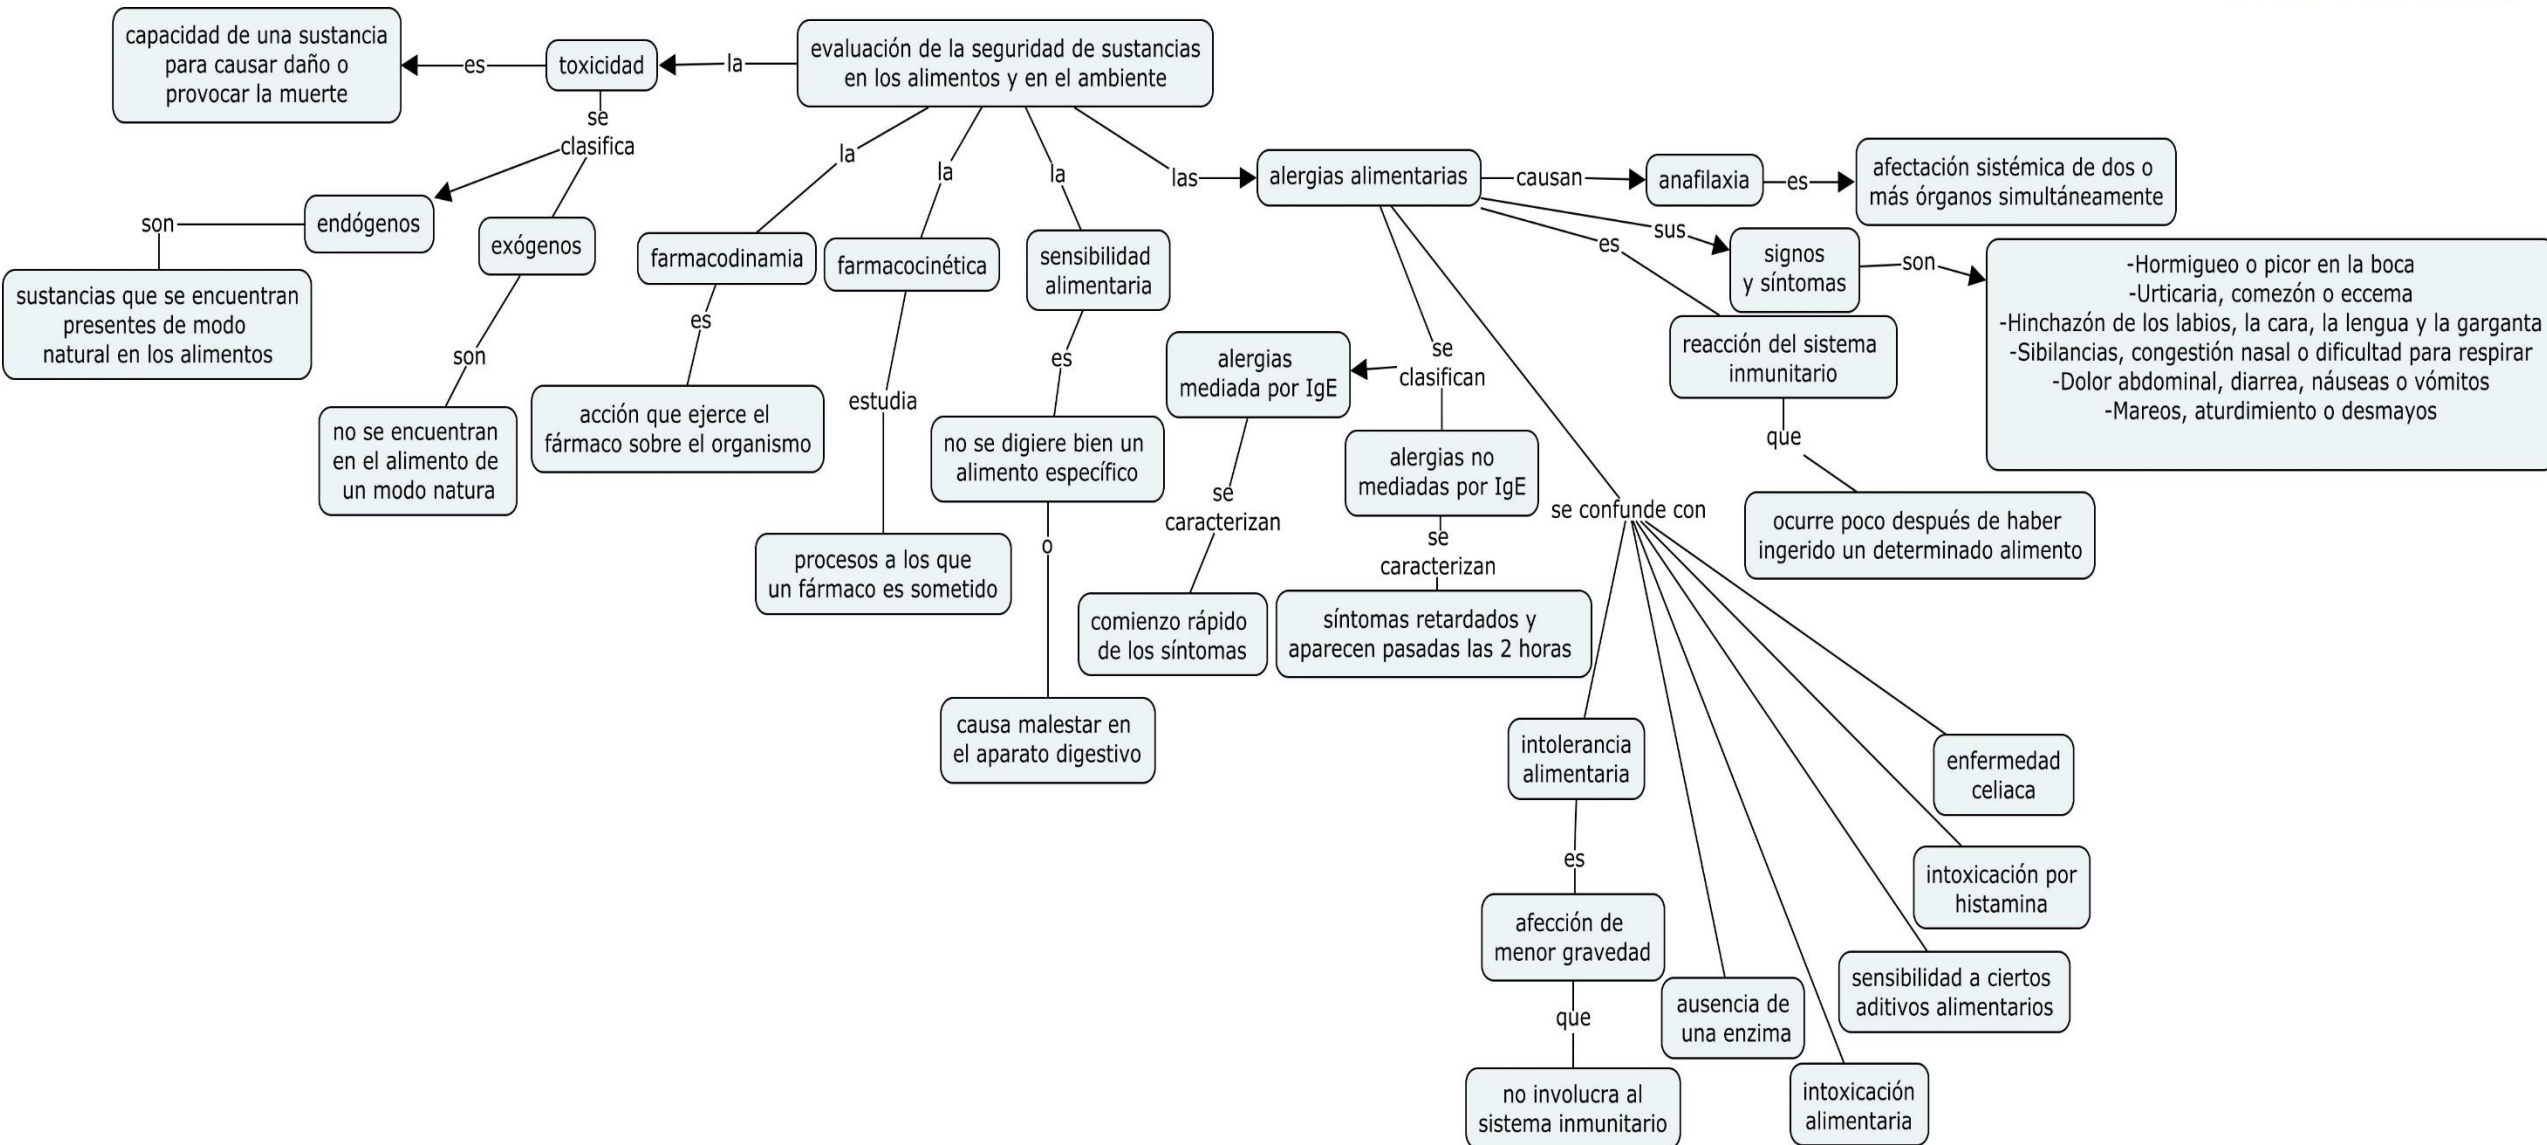 evaluación de la seguridad de sustancias
en los alimentos y en el ambiente
la
toxicidad
es
capacidad de una sustancia
para causar daño o
provocar la muerte
se
clasifica
endógenos
son
sustancias que se encuentran
presentes de modo
natural en los alimentos
exógenos
son
no se encuentran
en el alimento de
un modo natura
la
farmacodinamia
es
acción que ejerce el
fármaco sobre el organismo
la
farmacocinética
estudia
procesos a los que
un fármaco es sometido
la
sensibilidad
alimentaria
es
no se digiere bien un
alimento específico
o
causa malestar en
el aparato digestivo
las
alergias alimentarias
causan
anafilaxia
es
afectación sistémica de dos o
más órganos simultáneamente
sus
signos
y síntomas
son
-Hormigueo o picor en la boca
-Urticaria, comezón o eccema
-Hinchazón de los labios, la cara, la lengua y la garganta
-Sibilancias, congestión nasal o dificultad para respirar
-Dolor abdominal, diarrea, náuseas o vómitos
-Mareos, aturdimiento o desmayos
es
reacción del sistema
inmunitario
que
ocurre poco después de haber
ingerido un determinado alimento
se
clasifican
alergias
mediada por IgE
se
caracterizan
comienzo rápido
de los síntomas
alergias no
mediadas por IgE
se
caracterizan
síntomas retardados y
aparecen pasadas las 2 horas
se confunde con
intolerancia
alimentaria
es
afección de
menor gravedad
que
no involucra al
sistema inmunitario
ausencia de
una enzima
intoxicación
alimentaria
sensibilidad a ciertos
aditivos alimentarios
intoxicación por
histamina
enfermedad
celiaca